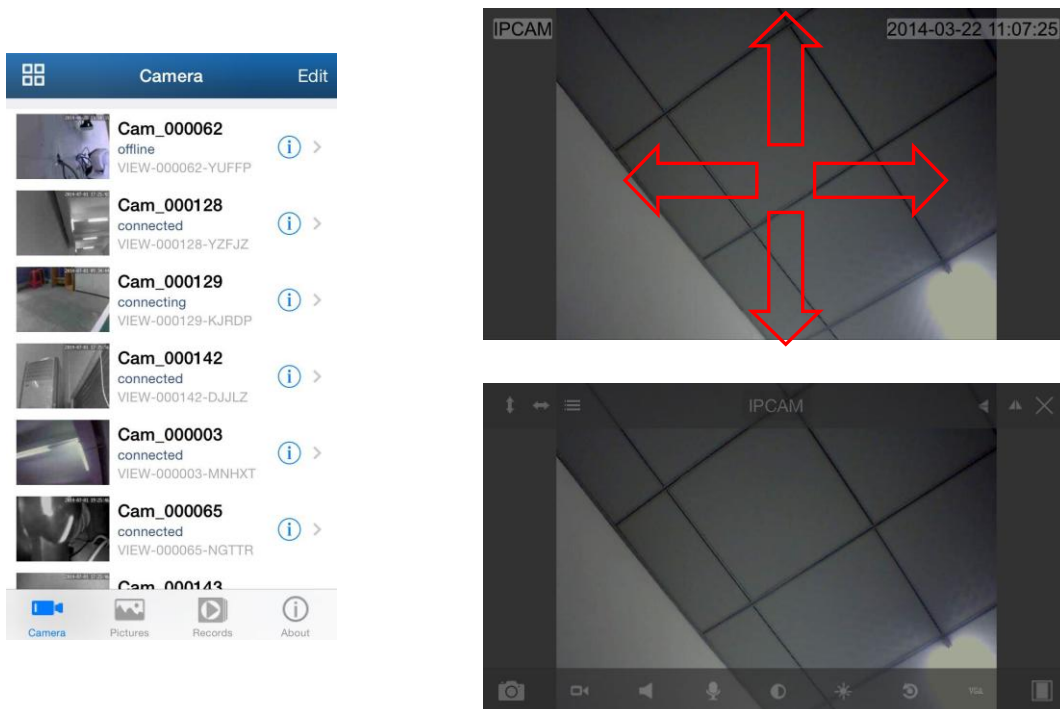 Camera
Edit
Cam_000062
offline
VIEW-000062-YUFFP
Cam_000128
connected
VIEW-000128-YZFJZ
Cam_000129
connecting
VIEW-000129-KJRDP
Cam_000142
connected
VIEW-000142-DJJLZ
Cam_000003
connected
VIEW-000003-MNHXT
Cam_000065
connected
VIEW-000065-NGTTR
Cam_000143
Camera
Pictures
Records
About
IPCAM
2014-03-22 11:07:25
IPCAM
VGA